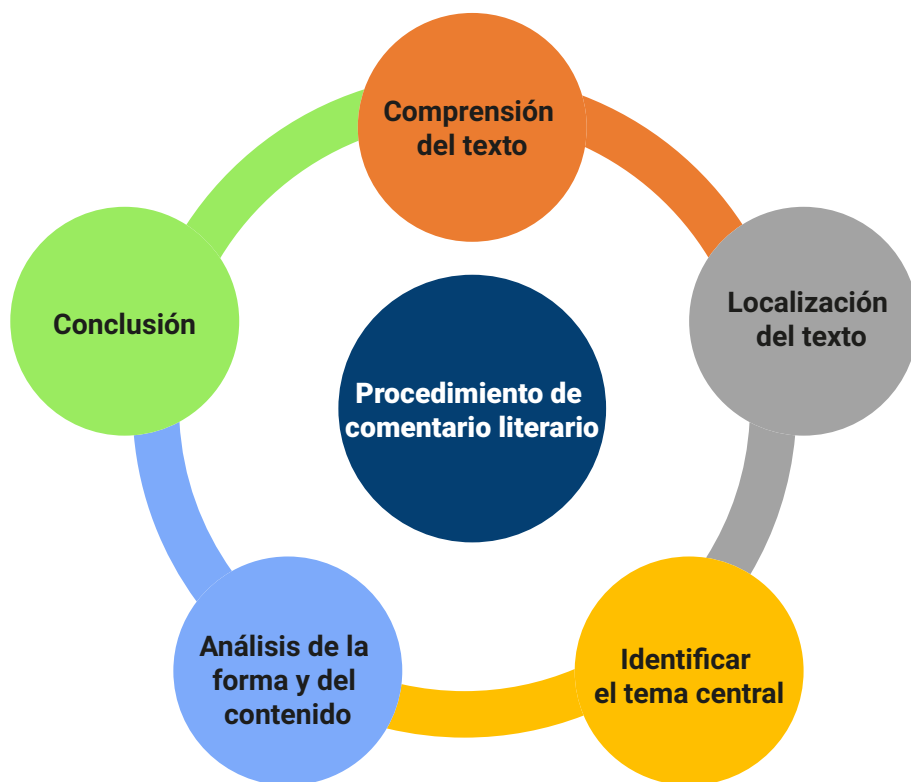 Comprensión
del texto
Localización
del texto
Identificar
el tema central
Análisis de la
forma y del
contenido
Conclusión
Procedimiento de
comentario literario